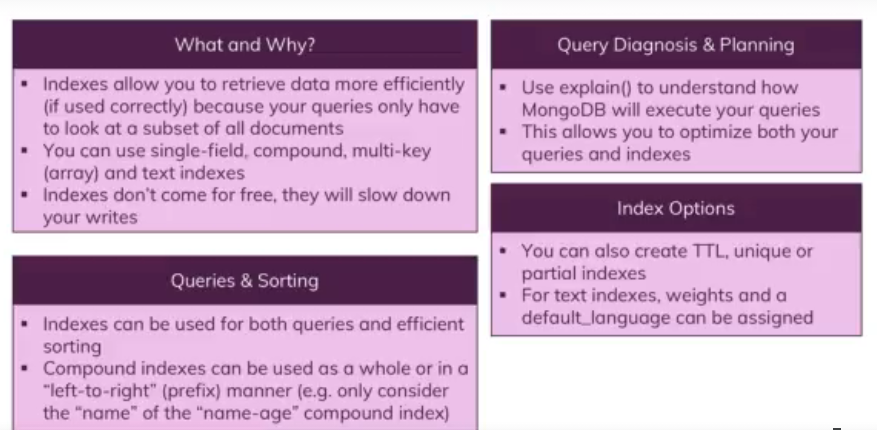 What and Why?
▪ Indexes allow you to retrieve data more efficiently
(if used correctly) because your queries only have
to look at a subset of all documents
▪ You can use single-field, compound, multi-key
(array) and text indexes
▪ Indexes don't come for free, they will slow down
your writes
Queries & Sorting
▪ Indexes can be used for both queries and efficient
sorting
▪ Compound indexes can be used as a whole or in a
"left-to-right" (prefix) manner (e.g. only consider
the "name" of the "name-age" compound index)
Query Diagnosis & Planning
▪ Use explain() to understand how
MongoDB will execute your queries
▪ This allows you to optimize both your
queries and indexes
Index Options
▪ You can also create TTL, unique or
partial indexes
▪ For text indexes, weights and a
default_language can be assigned